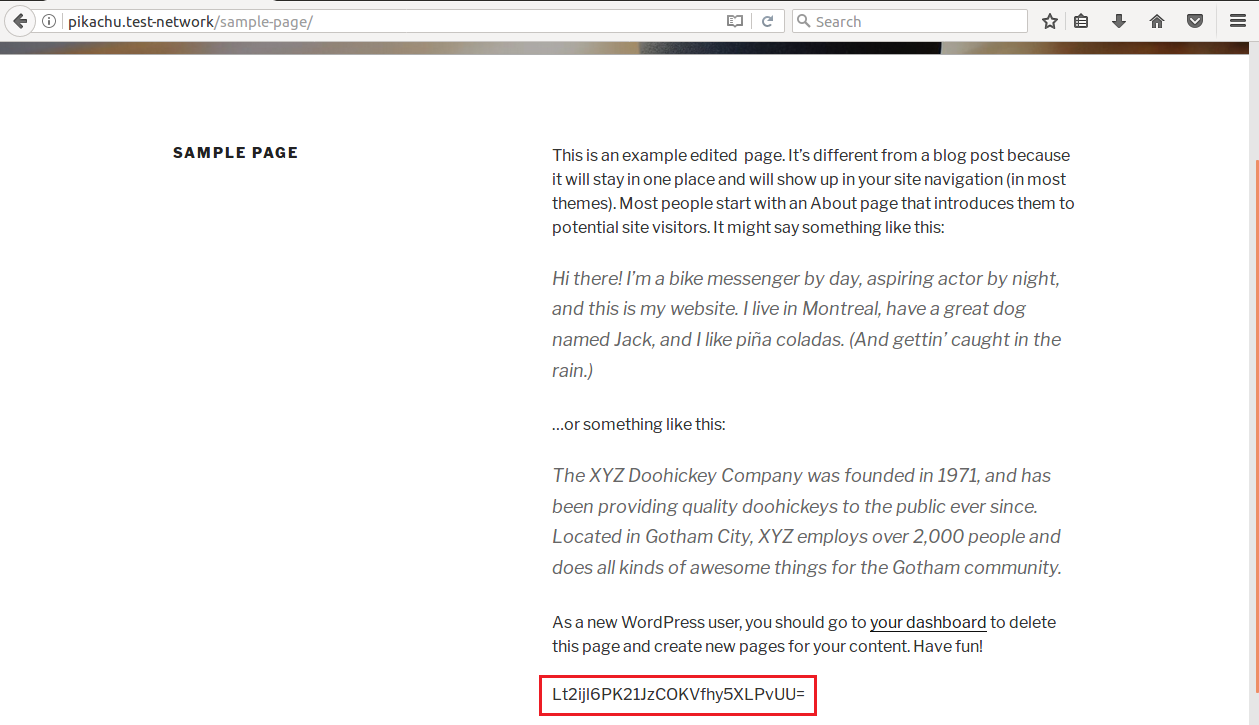 pikachu.test-network/sample-page/
Search
SAMPLE PAGE
This is an example edited  page. It’s different from a blog post because
it will stay in one place and will show up in your site navigation (in most
themes). Most people start with an About page that introduces them to
potential site visitors. It might say something like this:
Hi there! I’m a bike messenger by day, aspiring actor by night,
and this is my website. I live in Montreal, have a great dog
named Jack, and I like piña coladas. (And gettin’ caught in the
rain.)
…or something like this:
The XYZ Doohickey Company was founded in 1971, and has
been providing quality doohickeys to the public ever since.
Located in Gotham City, XYZ employs over 2,000 people and
does all kinds of awesome things for the Gotham community.
As a new WordPress user, you should go to your dashboard to delete
this page and create new pages for your content. Have fun!
Lt2ijI6PK21JzCOKVfhy5XLPvUU=